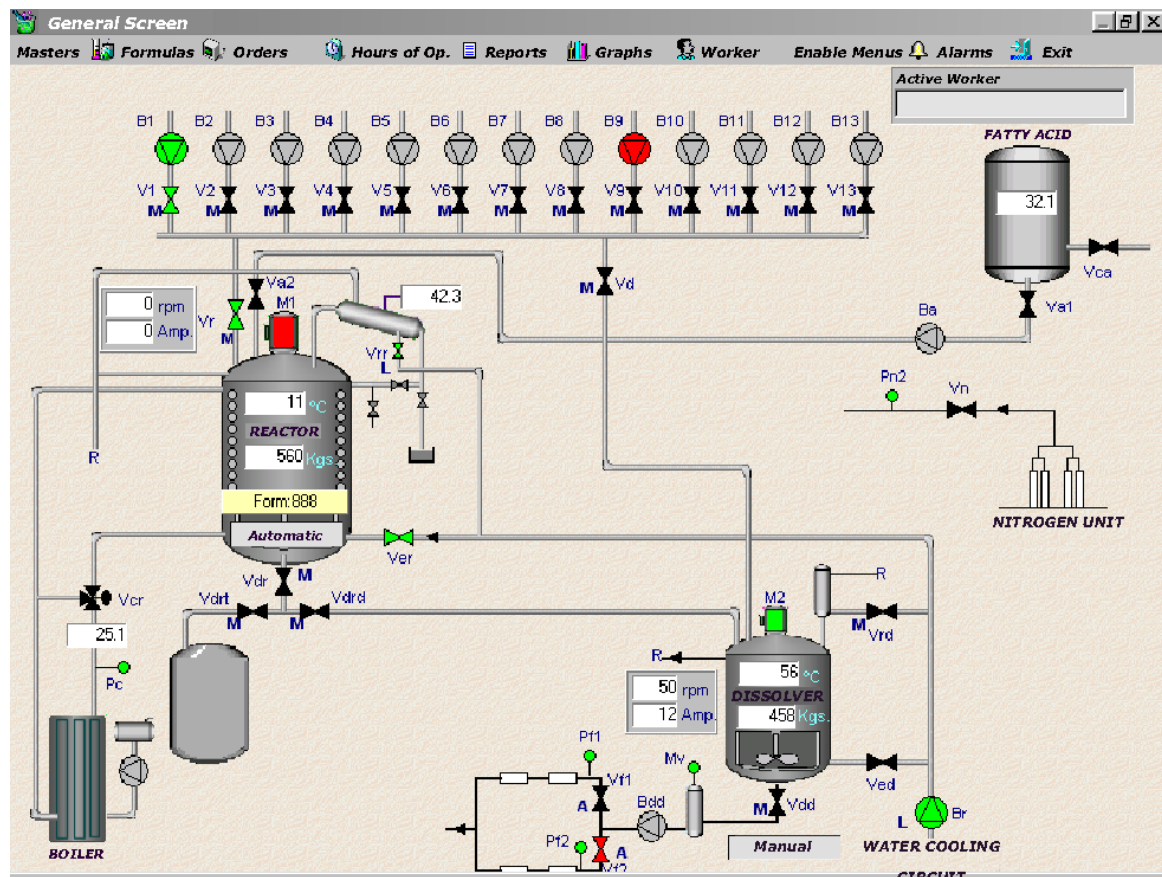 General Screen
Masters Formulas Orders Hours of Op. Reports Graphs Worker Enable Menus Alarms Exit
Active Worker
B1 B2 B3 B4 B5 B6 B7 B8 B9 B10 B11 B12 B13
FATTY ACID
V1 V2 V3 V4 V5 V6 V7 V8 V9 V10 V11 V12 V13
M M M M M M M M M M M M M
32.1
Vca
Va2
M Vd
M1
42.3
0 rpm
Vr
0 Amp.
M
Ba
Va1
Vrr
L
Pn2
Vn
11 ºC
REACTOR
R
560 Kgs.
Form:888
NITROGEN UNIT
Automatic
Ver
Vdr M
R
Vdrt
Vdrd
M M
Vcr
M2
M Vrd
25.1
R
Pc
56 ºC
50 rpm
DISSOLVER
12 Amp.
458 Kgs.
Pf1
Mv
Vf1
Ved
A
Bdd
M Vdd
L Br
Pf2
A
Vf2
Manual
WATER COOLING
BOILER
CIRCUIT